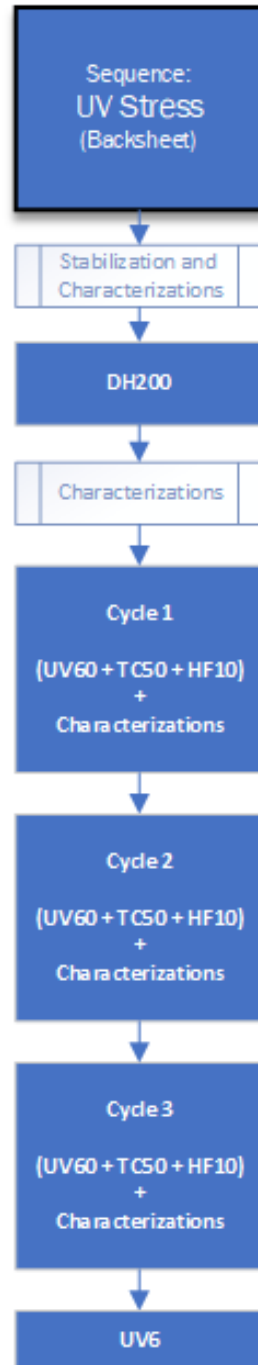 Sequence:
UV Stress
(Backsheet)
Stabilization and
Characterizations
DH200
Characterizations
Cycle 1
(UV60 + TC50 + HF10)
+
Characterizations
Cycle 2
(UV60 + TC50 + HF10)
+
Characterizations
Cycle 3
(UV60 + TC50 + HF10)
+
Characterizations
UV6